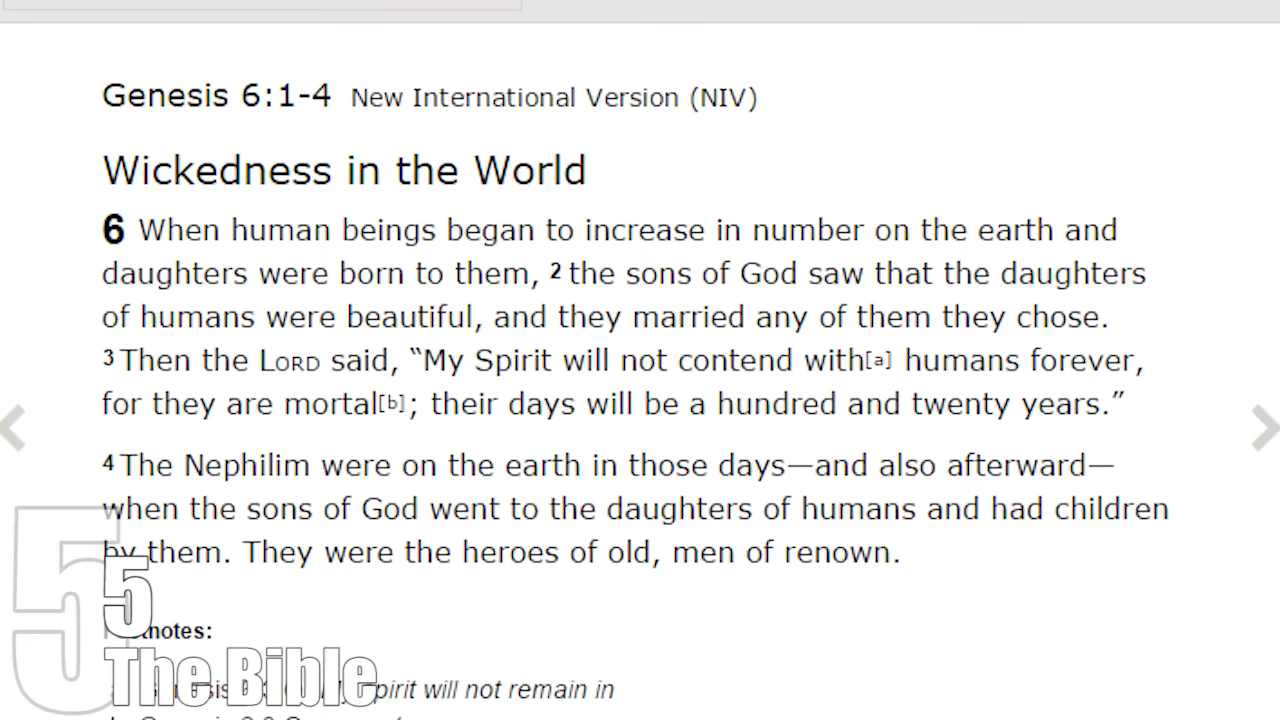 Genesis 6:1-4 New International Version (NIV)
Wickedness in the World
6 When human beings began to increase in number on the earth and
daughters were born to them, 2 the sons of God saw that the daughters
of humans were beautiful, and they married any of them they chose.
3 Then the LORD said, “My Spirit will not contend with[a] humans forever,
for they are mortal[b]; their days will be a hundred and twenty years.”
4 The Nephilim were on the earth in those days—and also afterward—
when the sons of God went to the daughters of humans and had children
by them. They were the heroes of old, men of renown.
5
5
The Bible
spirit will not remain in